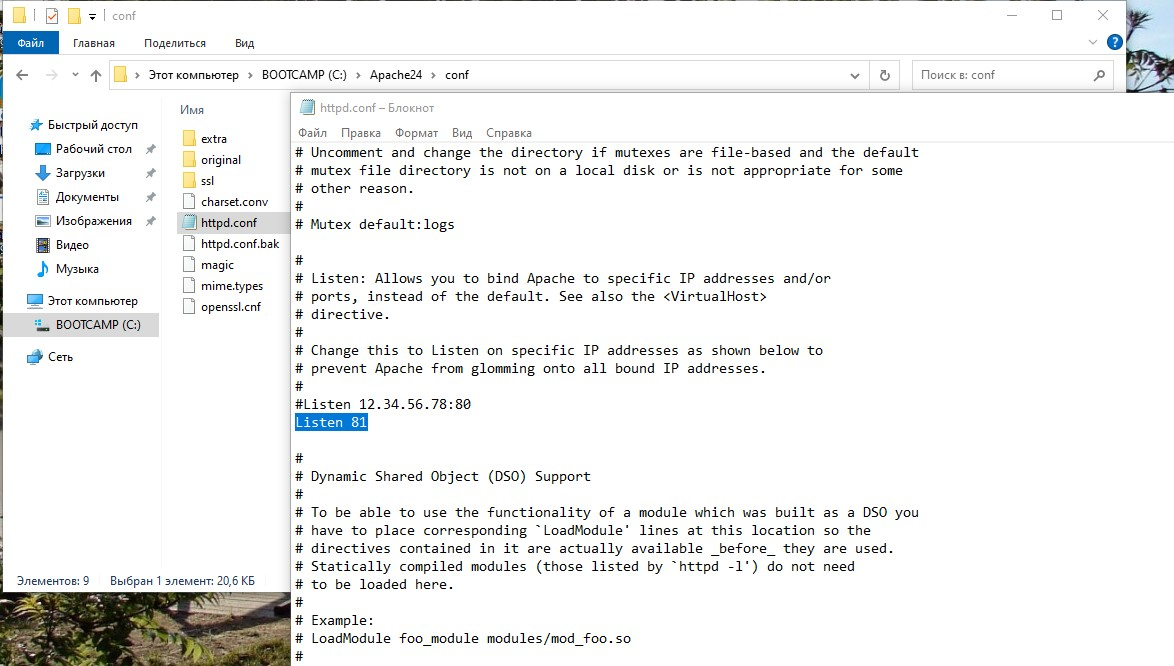 conf
Файл Главная Поделиться Вид
Этот компьютер BOOTCAMP (C:) Apache24 conf
Поиск в: conf
Быстрый доступ
Рабочий стол
Загрузки
Документы
Изображения
Видео
Музыка
Этот компьютер
BOOTCAMP (C:)
Сеть
Имя
extra
original
ssl
charset.conv
httpd.conf
httpd.conf.bak
magic
mime.types
openssl.cnf
Элементов: 9 Выбран 1 элемент: 20,6 КБ
httpd.conf – Блокнот
Файл Правка Формат Вид Справка
# Uncomment and change the directory if mutexes are file-based and the default
# mutex file directory is not on a local disk or is not appropriate for some
# other reason.
#
# Mutex default:logs
#
# Listen: Allows you to bind Apache to specific IP addresses and/or
# ports, instead of the default. See also the <VirtualHost>
# directive.
#
# Change this to Listen on specific IP addresses as shown below to
# prevent Apache from glomming onto all bound IP addresses.
#
#Listen 12.34.56.78:80
Listen 81
#
# Dynamic Shared Object (DSO) Support
#
# To be able to use the functionality of a module which was built as a DSO you
# have to place corresponding `LoadModule' lines at this location so the
# directives contained in it are actually available _before_ they are used.
# Statically compiled modules (those listed by `httpd -l') do not need
# to be loaded here.
#
# Example:
# LoadModule foo_module modules/mod_foo.so
#